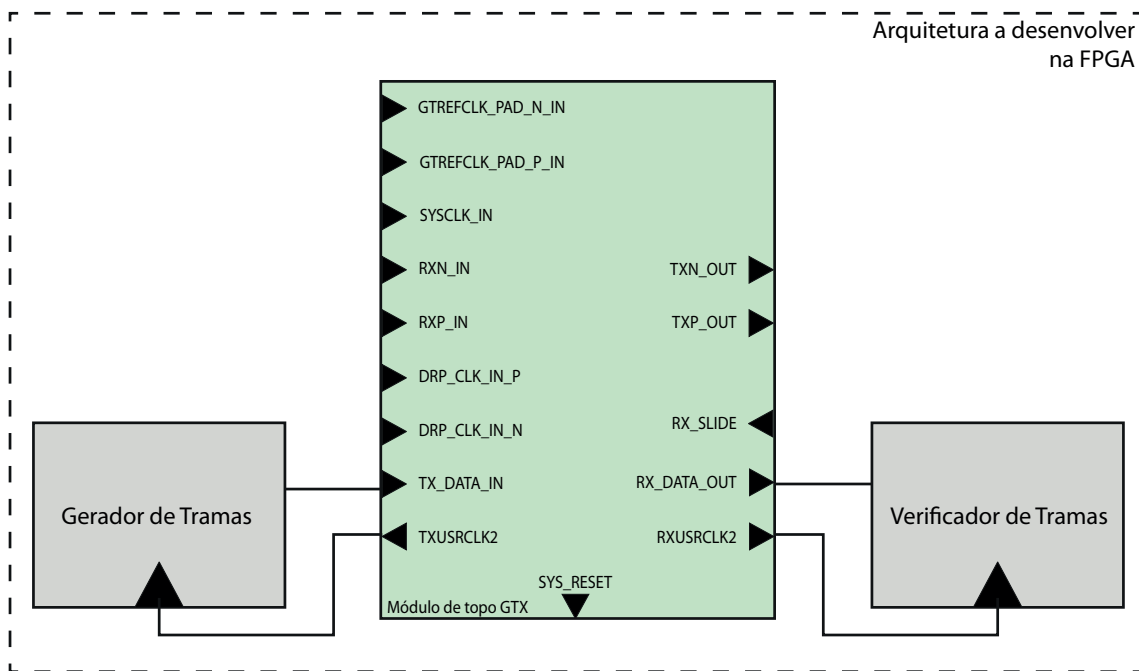 Arquitetura a desenvolver
na FPGA
GTREFCLK_PAD_N_IN
GTREFCLK_PAD_P_IN
SYSCLK_IN
RXN_IN
TXN_OUT
RXP_IN
TXP_OUT
DRP_CLK_IN_P
DRP_CLK_IN_N
RX_SLIDE
TX_DATA_IN
RX_DATA_OUT
Gerador de Tramas
Verificador de Tramas
TXUSRCLK2
RXUSRCLK2
SYS_RESET
Módulo de topo GTX